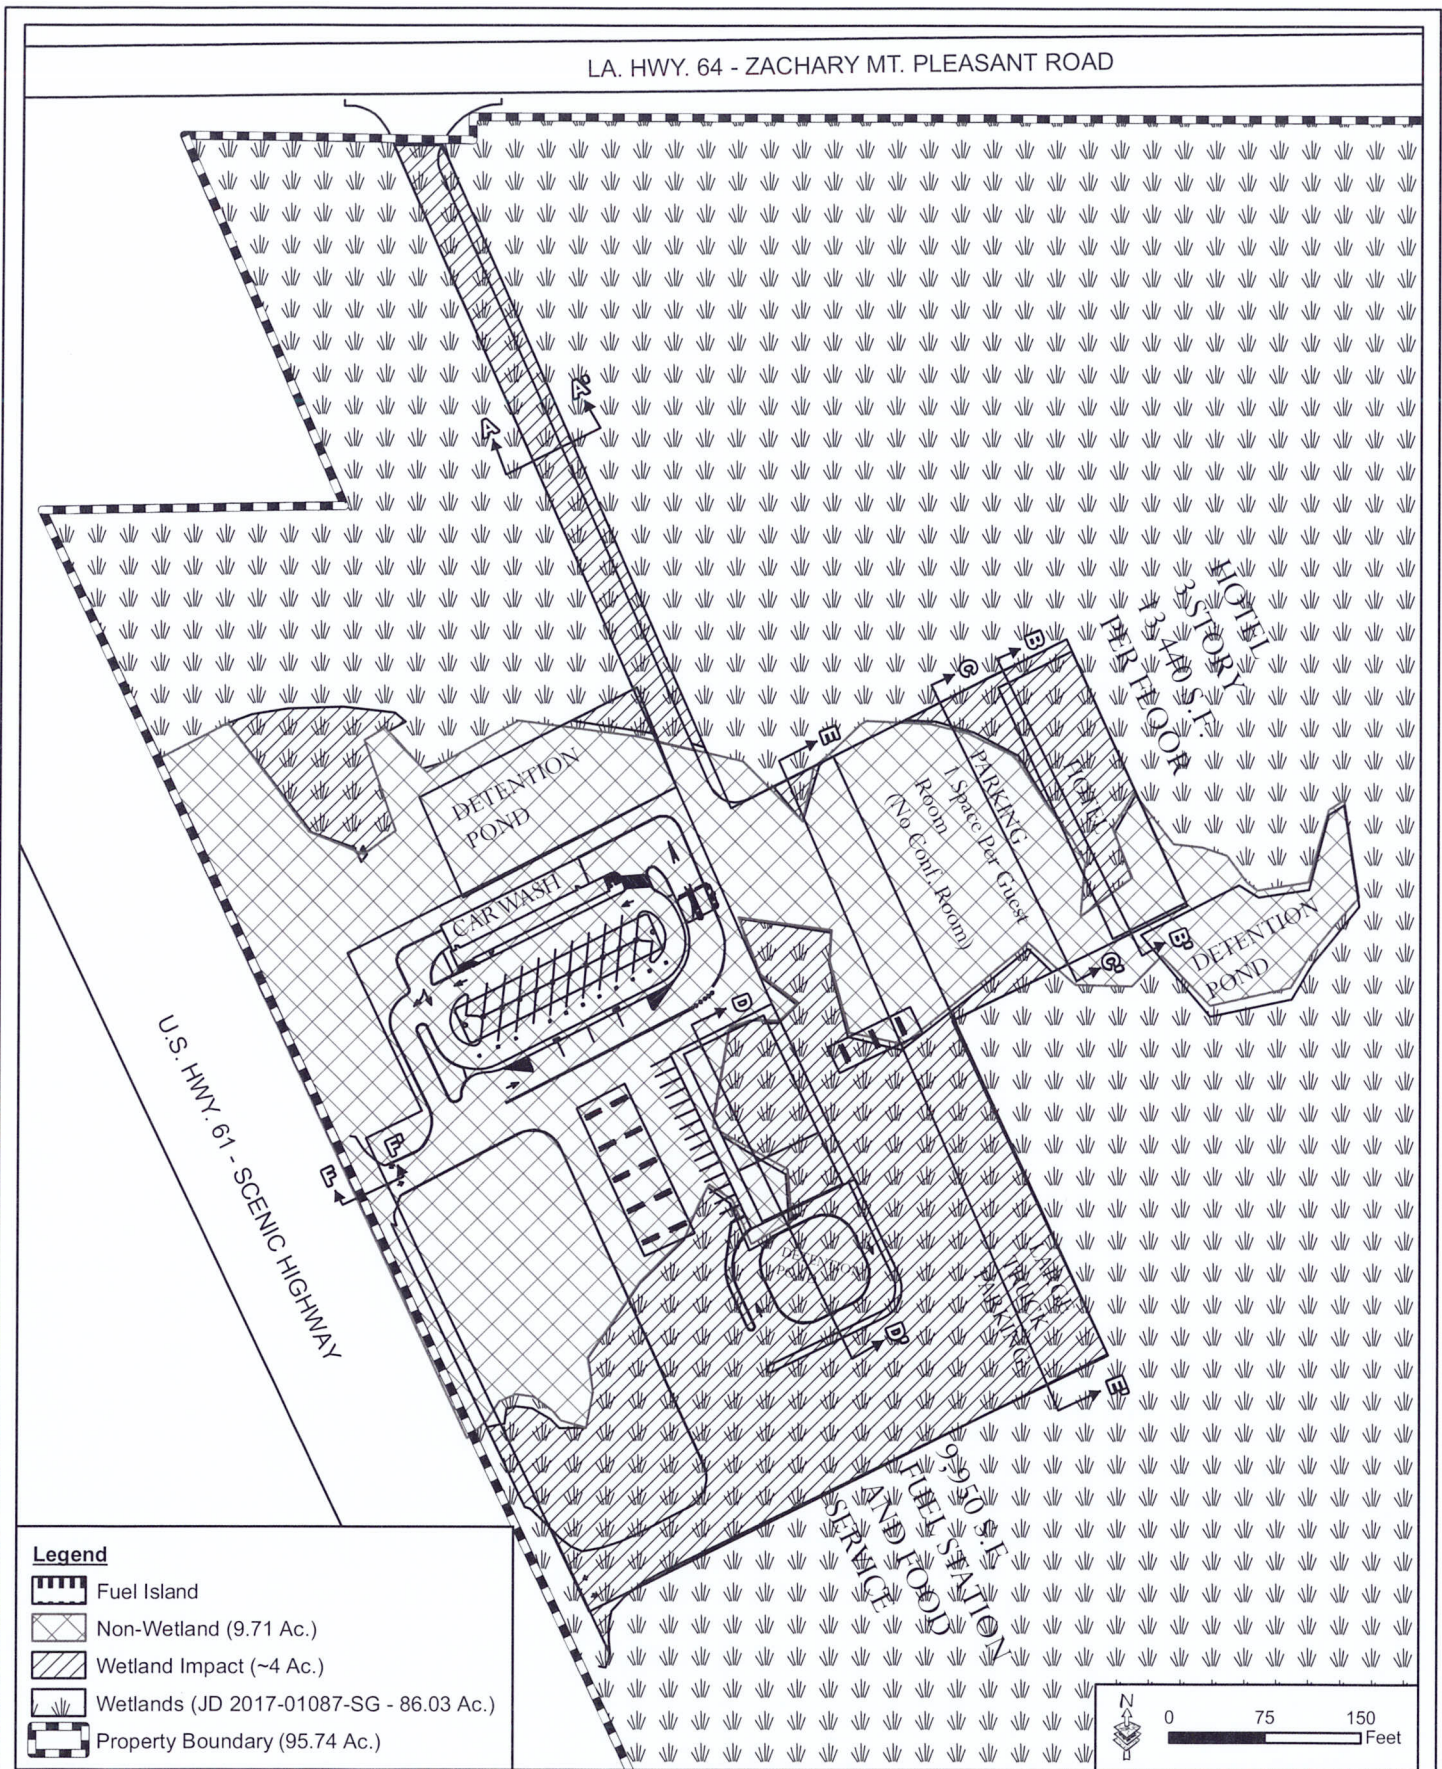 LA. HWY. 64 - ZACHARY MT. PLEASANT ROAD
A
A'
HOTEL
3-STORY
13,440 S.F.
PER FLOOR
B
C
E
DETENTION
POND
PARKING
1 Space Per Guest
Room
(No Conf. Room)
HOTEL
CAR WASH
B'
C'
DETENTION
POND
D
U.S. HWY. 61 - SCENIC HIGHWAY
F
F'
DETENTION
POND
LARGE
TRUCK
PARKING
D'
E'
9,950 S.F.
FUEL STATION
AND FOOD
SERVICE
Legend
Fuel Island
Non-Wetland (9.71 Ac.)
Wetland Impact (~4 Ac.)
Wetlands (JD 2017-01087-SG - 86.03 Ac.)
Property Boundary (95.74 Ac.)
N
0 75 150
Feet